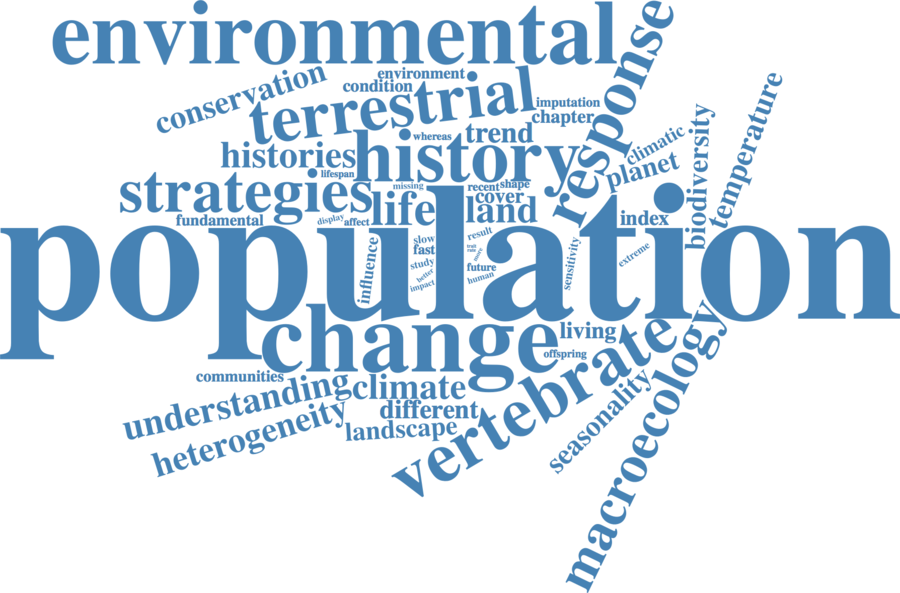 environmental
response
conservation
environment
condition
terrestrial
imputation
chapter
temperature
biodiversity
histories
history
whereas
trend
climatic
planet
lifespan
strategies
missing
recent
shape
cover
life
land
index
fundamental
display
affect
population
influence
slow
fast
study
better
impact
result
trait
rate
future
human
sensitivity
extreme
change
living
offspring
vertebrate
macroecology
communities
understanding
climate
different
heterogeneity
landscape
seasonality